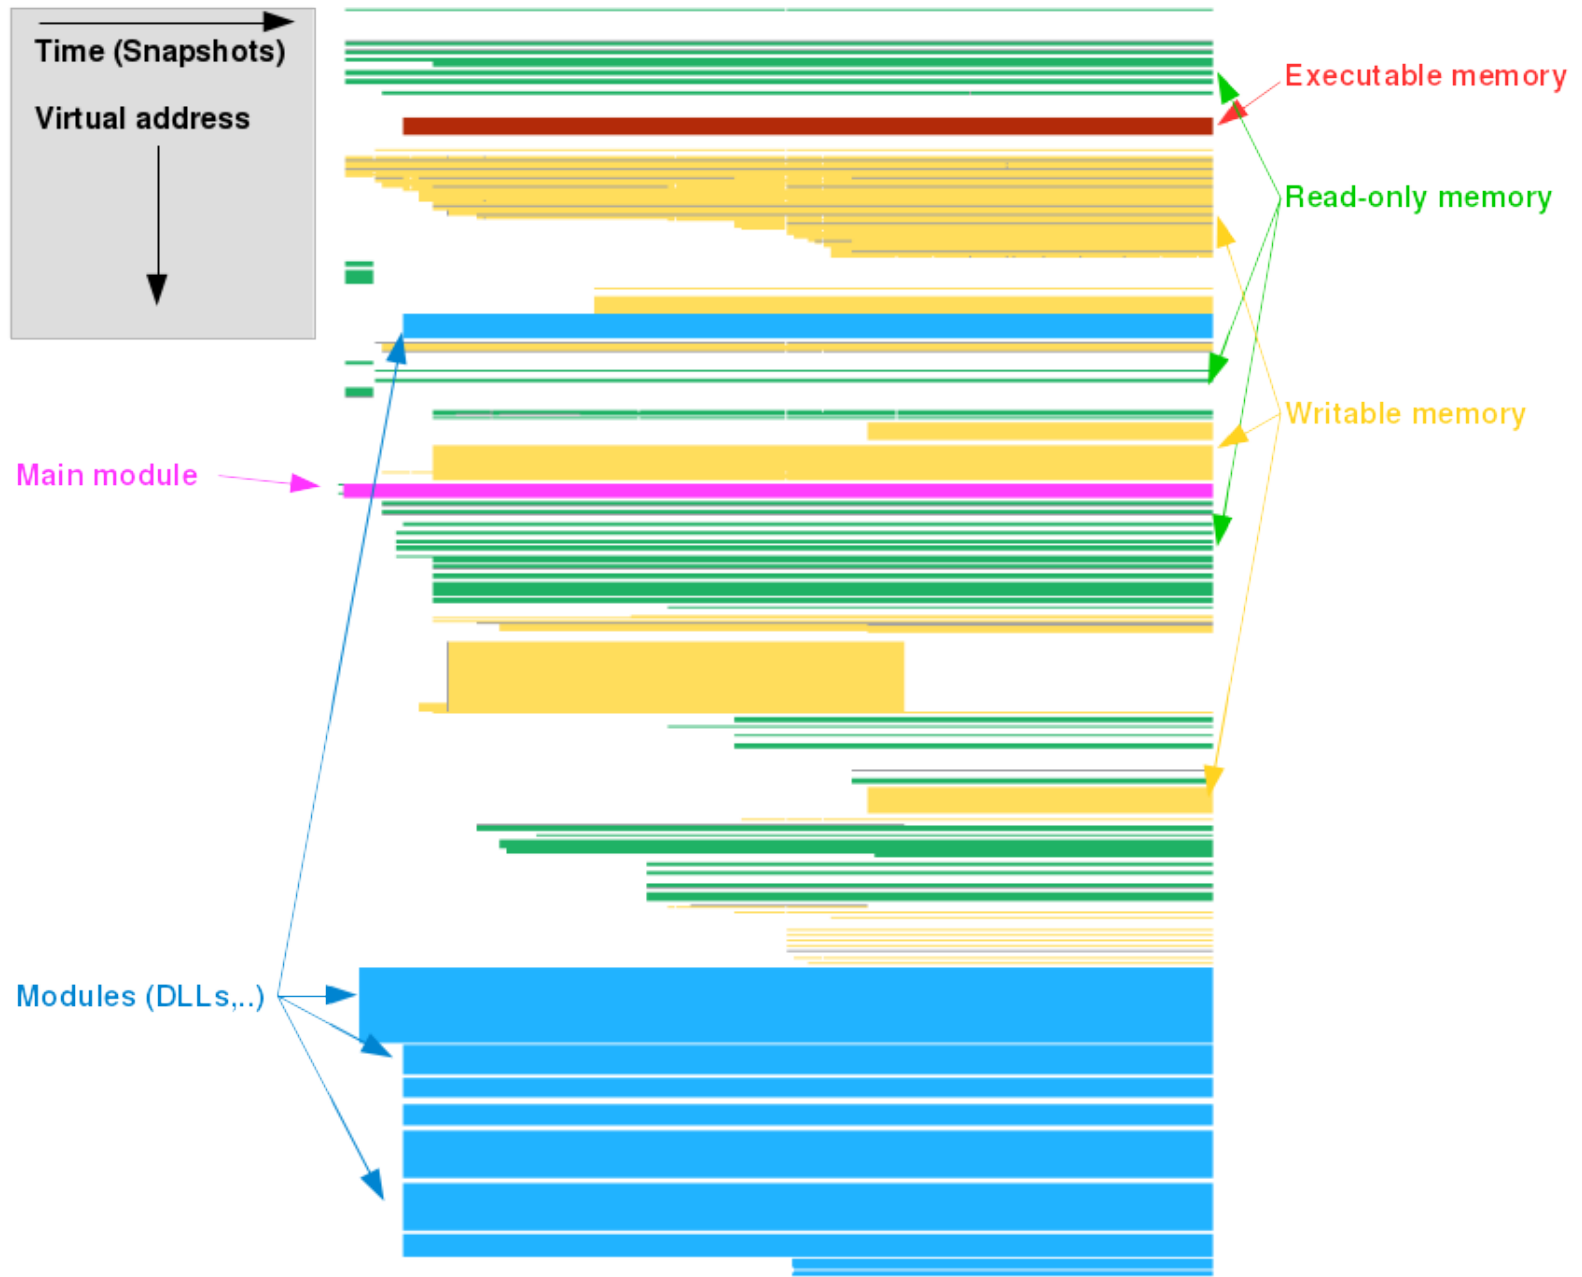 Time (Snapshots)
Virtual address
Executable memory
Read-only memory
Writable memory
Main module
Modules (DLLs,..)